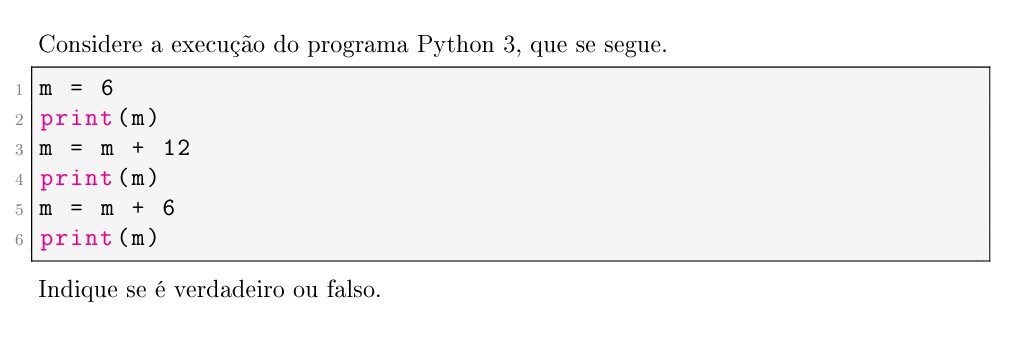 Considere a execução do programa Python 3, que se segue.
1 m = 6
2 print(m)
3 m = m + 12
4 print(m)
5 m = m + 6
6 print(m)
Indique se é verdadeiro ou falso.